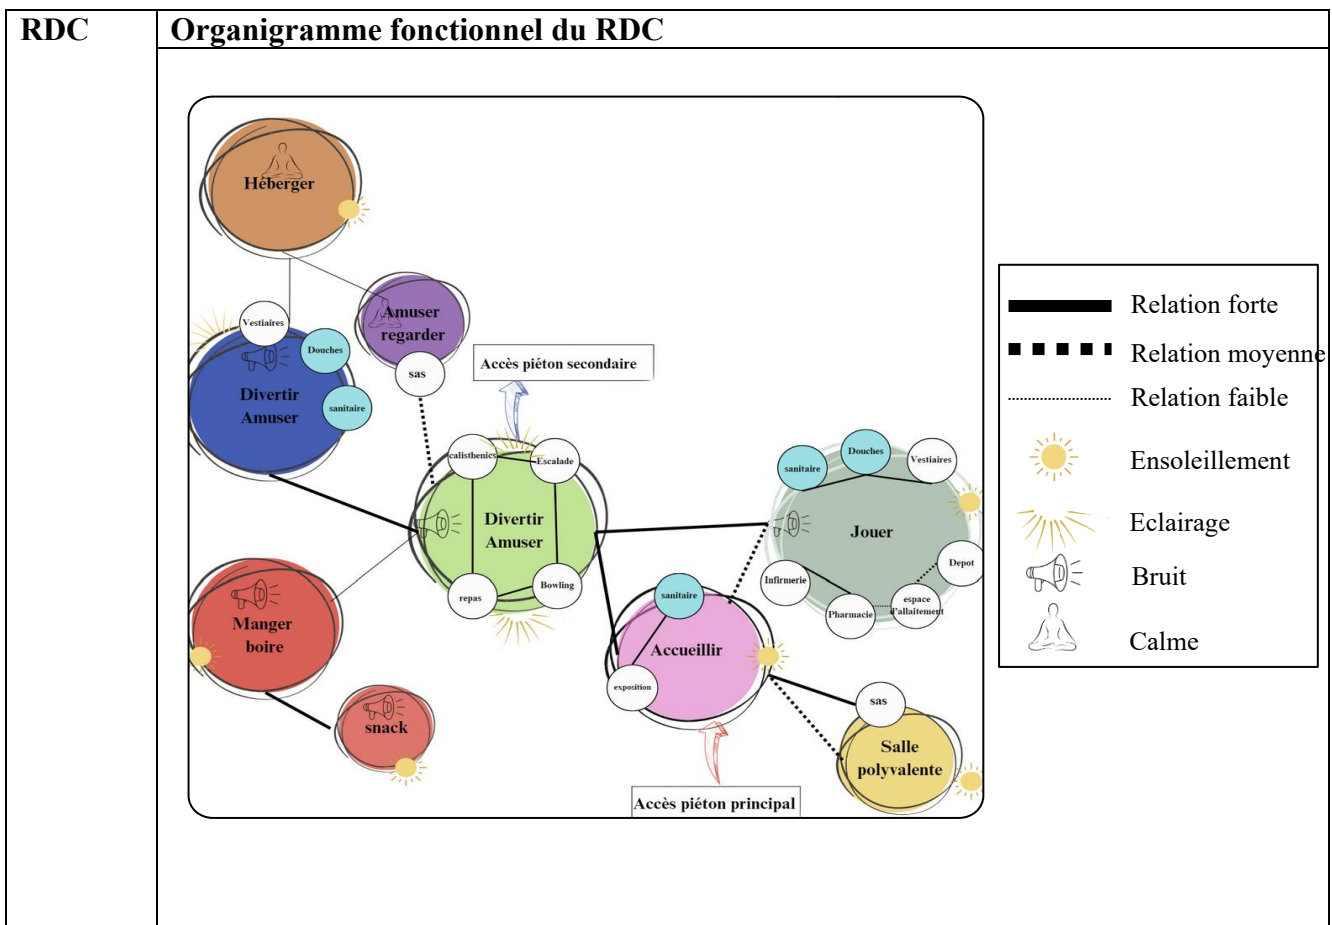 RDC
Organigramme fonctionnel du RDC
Héberger
Amuser
regarder
sas
Vestiaires
Douches
sanitaire
Divertir
Amuser
Accès piéton secondaire
calisthenics
Escalade
Divertir
Amuser
repas
Bowling
sanitaire
Douches
Vestiaires
Jouer
Infirmerie
Pharmacie
espace
d'allaitement
Depot
Manger
boire
snack
sanitaire
Accueillir
exposition
sas
Salle
polyvalente
Accès piéton principal
Relation forte
Relation moyenne
Relation faible
Ensoleillement
Eclairage
Bruit
Calme